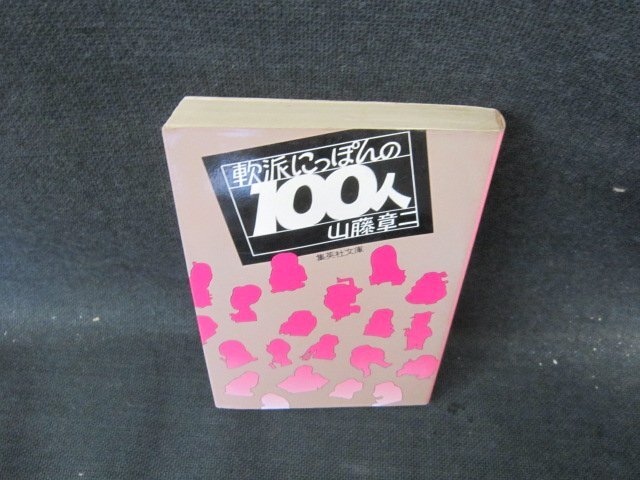 軟派にっぽんの
100人
山藤章二
集英社文庫